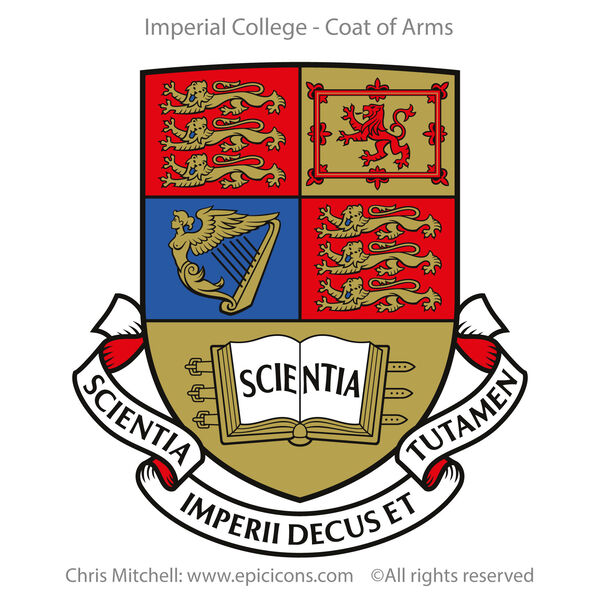 Imperial College - Coat of Arms
SCIENTIA
SCIENTIA
IMPERII DECUS ET
TUTAMEN
Chris Mitchell: www.epicicons.com ©All rights reserved